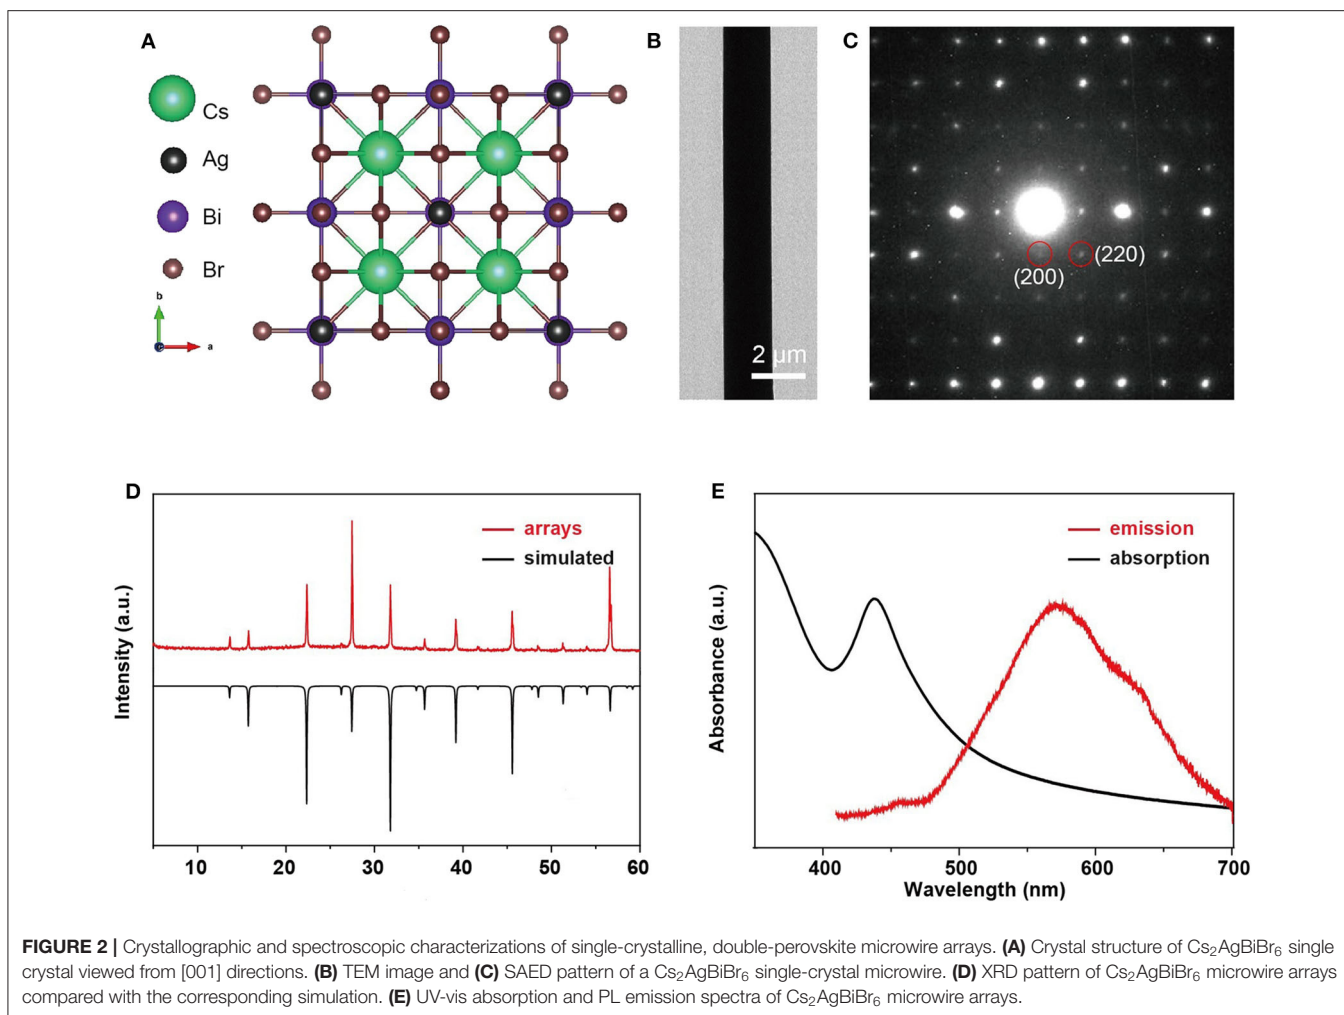 A
Cs
Ag
Bi
Br
b
a
B
2 µm
C
(200)
(220)
D
arrays
simulated
Intensity (a.u.)
10 20 30 40 50 60
E
emission
absorption
Absorbance (a.u.)
400 500 600 700
Wavelength (nm)
FIGURE 2 | Crystallographic and spectroscopic characterizations of single-crystalline, double-perovskite microwire arrays. (A) Crystal structure of Cs₂AgBiBr₆ single
crystal viewed from [001] directions. (B) TEM image and (C) SAED pattern of a Cs₂AgBiBr₆ single-crystal microwire. (D) XRD pattern of Cs₂AgBiBr₆ microwire arrays
compared with the corresponding simulation. (E) UV-vis absorption and PL emission spectra of Cs₂AgBiBr₆ microwire arrays.